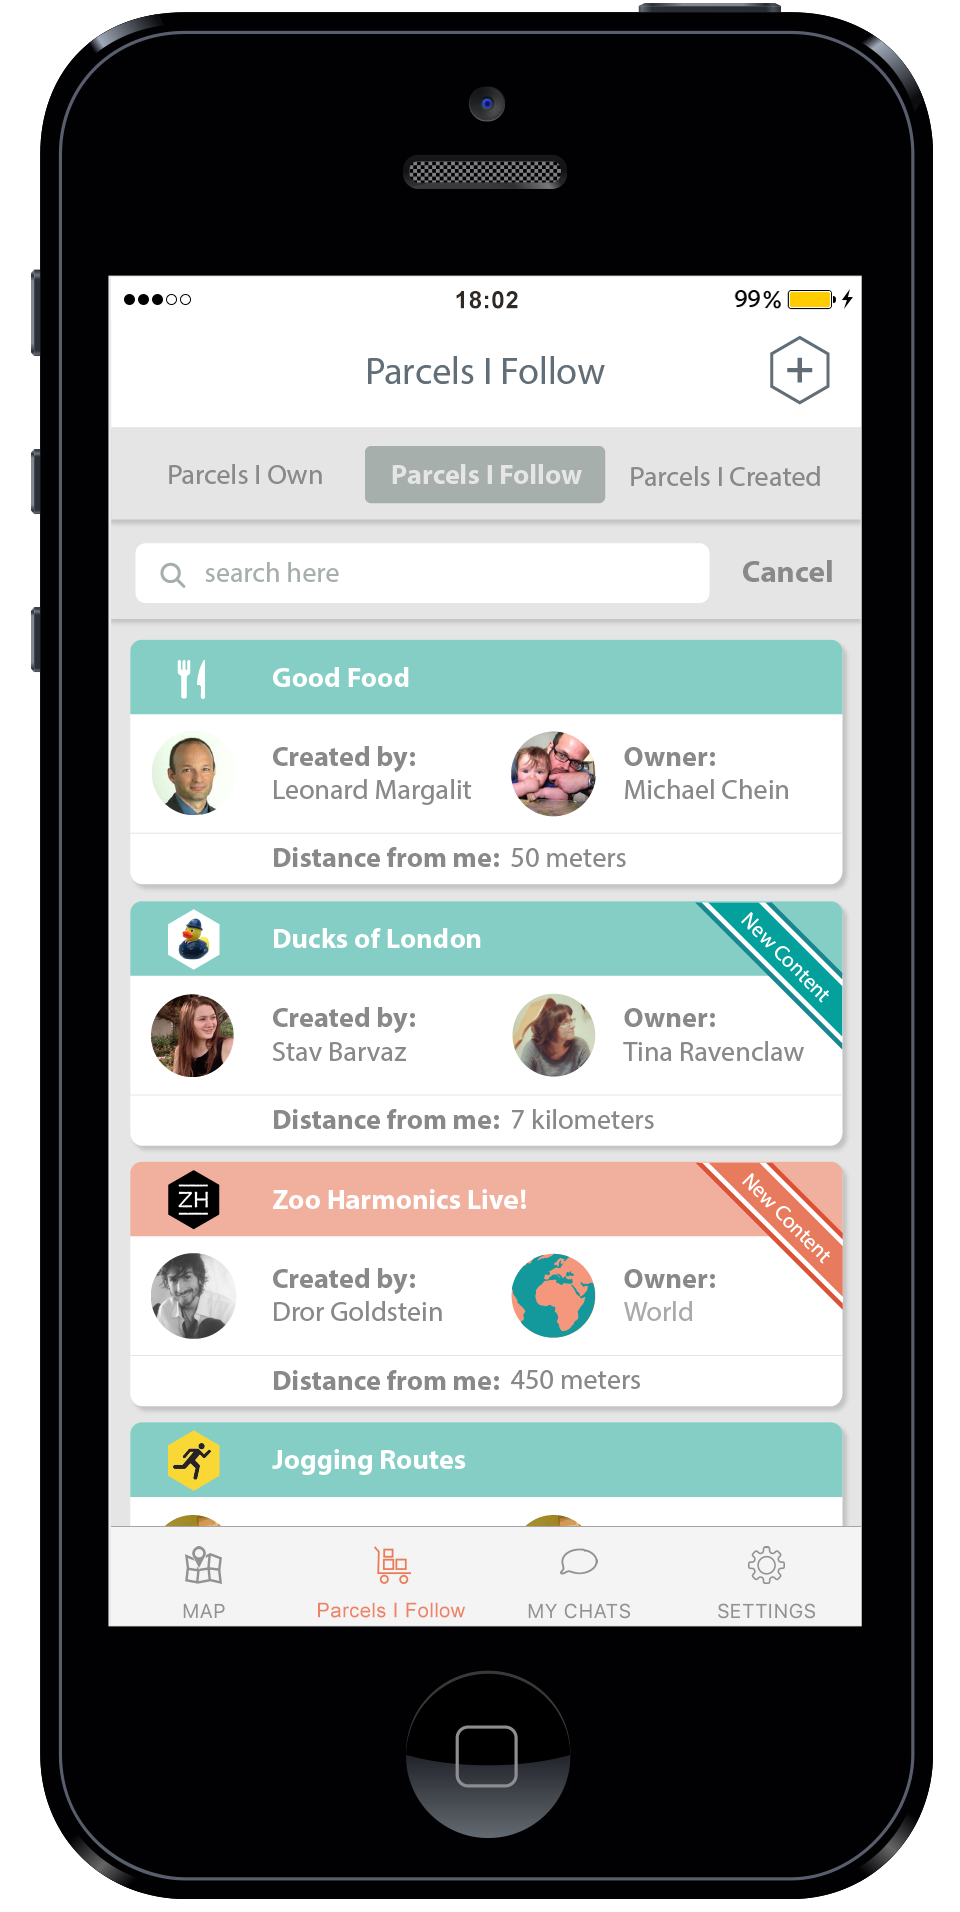 18:02
99%
Parcels I Follow
Parcels I Own
Parcels I Follow
Parcels I Created
search here
Cancel
Good Food
Created by:
Leonard Margalit
Owner:
Michael Chein
Distance from me: 50 meters
Ducks of London
New Content
Created by:
Stav Barvaz
Owner:
Tina Ravenclaw
Distance from me: 7 kilometers
ZH
Zoo Harmonics Live!
New Content
Created by:
Dror Goldstein
Owner:
World
Distance from me: 450 meters
Jogging Routes
MAP
Parcels I Follow
MY CHATS
SETTINGS